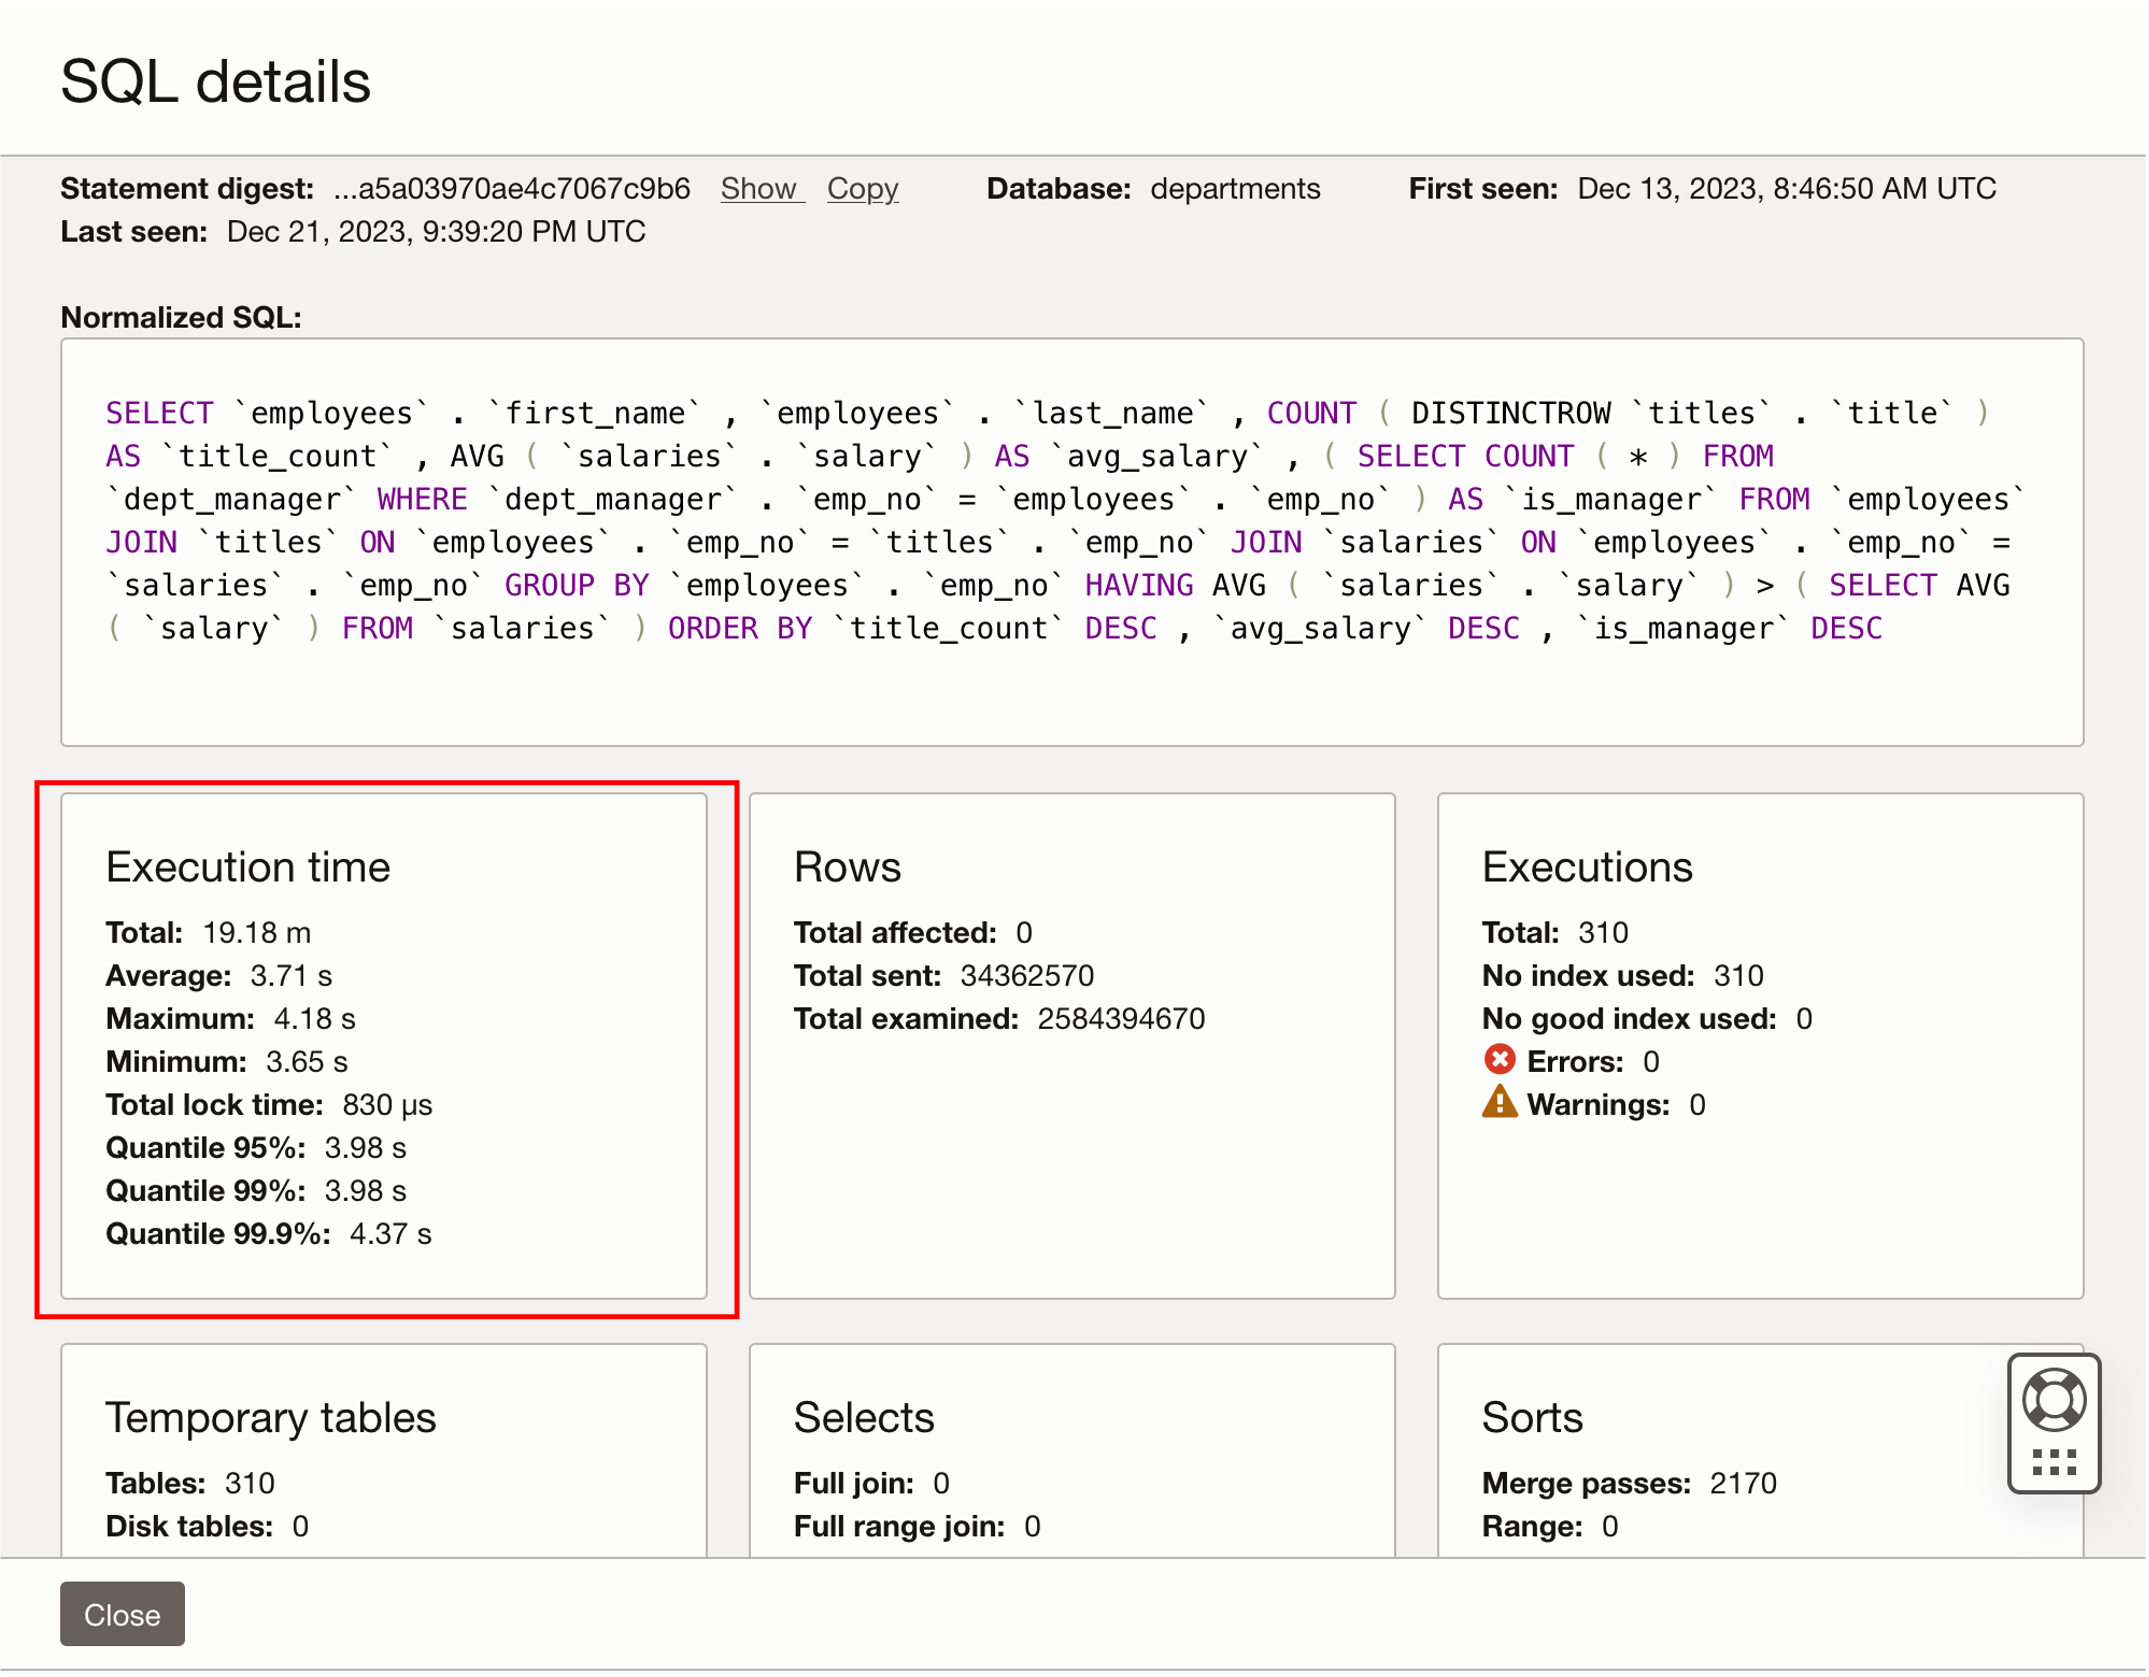 SQL details
Statement digest: ...a5a03970ae4c7067c9b6 Show Copy Database: departments First seen: Dec 13, 2023, 8:46:50 AM UTC
Last seen: Dec 21, 2023, 9:39:20 PM UTC
Normalized SQL:
SELECT `employees` . `first_name` , `employees` . `last_name` , COUNT ( DISTINCTROW `titles` . `title` )
AS `title_count` , AVG ( `salaries` . `salary` ) AS `avg_salary` , ( SELECT COUNT ( * ) FROM
`dept_manager` WHERE `dept_manager` . `emp_no` = `employees` . `emp_no` ) AS `is_manager` FROM `employees`
JOIN `titles` ON `employees` . `emp_no` = `titles` . `emp_no` JOIN `salaries` ON `employees` . `emp_no` =
`salaries` . `emp_no` GROUP BY `employees` . `emp_no` HAVING AVG ( `salaries` . `salary` ) > ( SELECT AVG
( `salary` ) FROM `salaries` ) ORDER BY `title_count` DESC , `avg_salary` DESC , `is_manager` DESC
Execution time
Total: 19.18 m
Average: 3.71 s
Maximum: 4.18 s
Minimum: 3.65 s
Total lock time: 830 µs
Quantile 95%: 3.98 s
Quantile 99%: 3.98 s
Quantile 99.9%: 4.37 s
Rows
Total affected: 0
Total sent: 34362570
Total examined: 2584394670
Executions
Total: 310
No index used: 310
No good index used: 0
Errors: 0
Warnings: 0
Temporary tables
Tables: 310
Disk tables: 0
Selects
Full join: 0
Full range join: 0
Sorts
Merge passes: 2170
Range: 0
Close